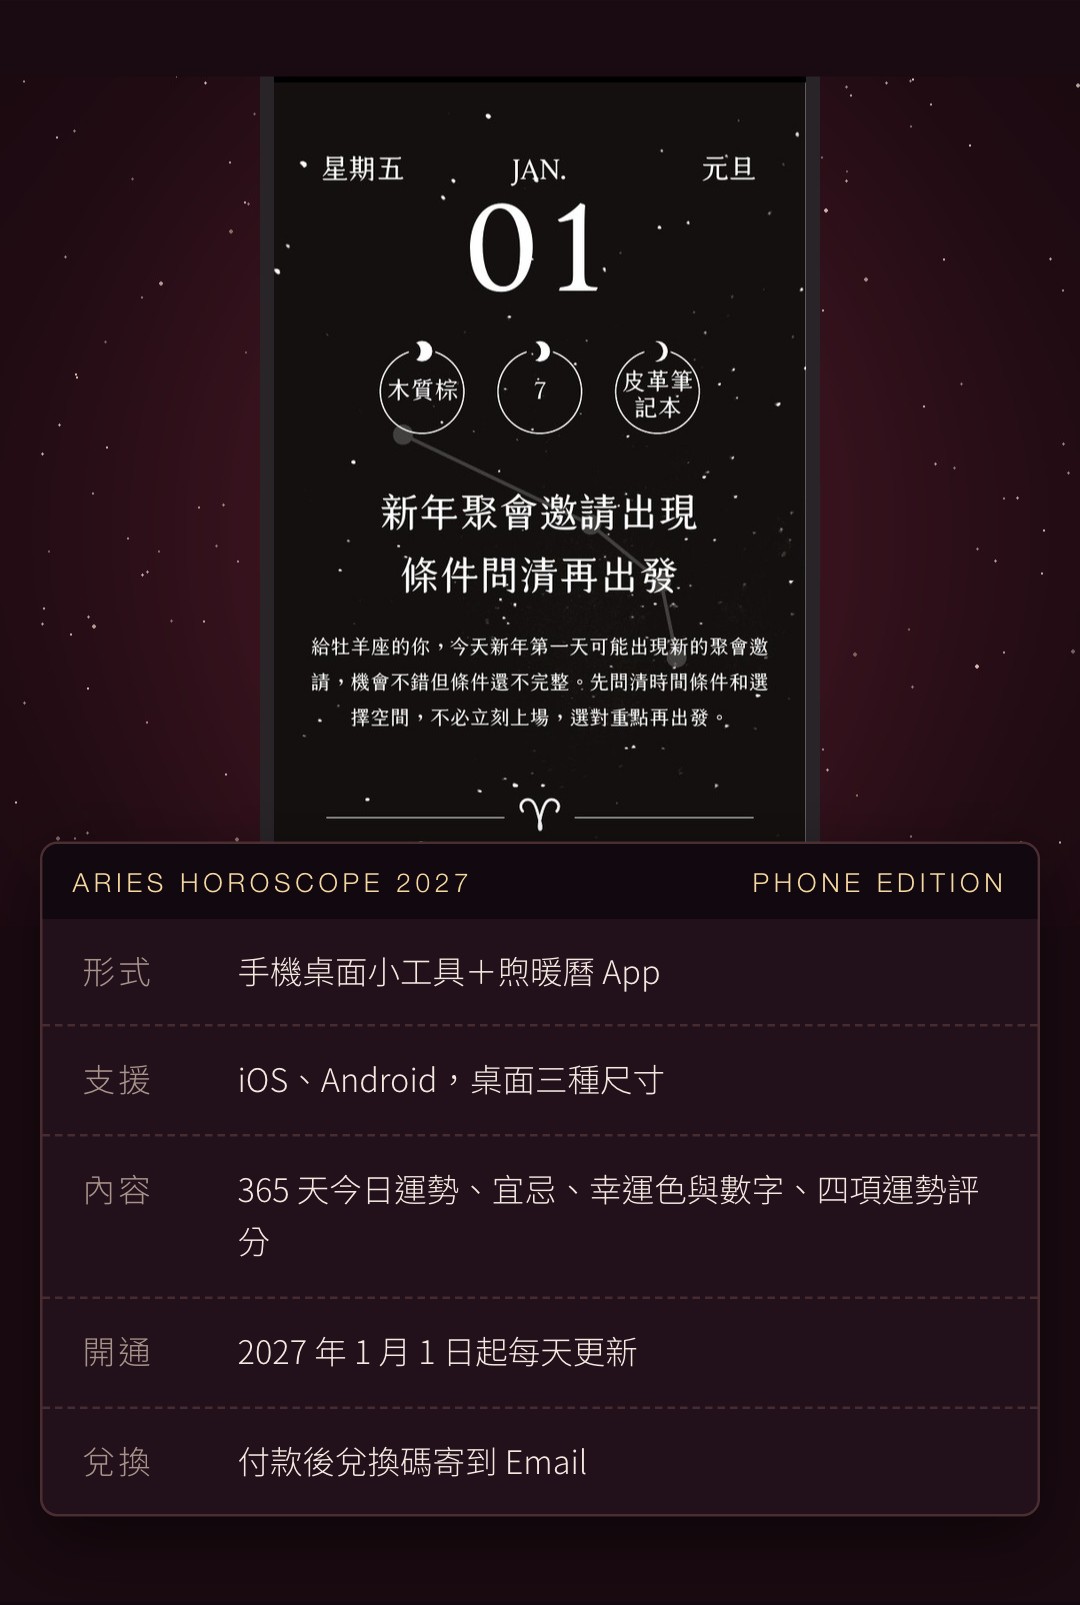 星期五 JAN. 元旦
01
木質棕 7 皮革筆
記本
新年聚會邀請出現
條件問清再出發
給牡羊座的你，今天新年第一天可能出現新的聚會邀
請，機會不錯但條件還不完整。先問清時間條件和選
擇空間，不必立刻上場，選對重點再出發。
ARIES HOROSCOPE 2027 PHONE EDITION
形式 手機桌面小工具＋煦暖曆 App
支援 iOS、Android，桌面三種尺寸
內容 365 天今日運勢、宜忌、幸運色與數字、四項運勢評
分
開通 2027 年 1 月 1 日起每天更新
兌換 付款後兌換碼寄到 Email